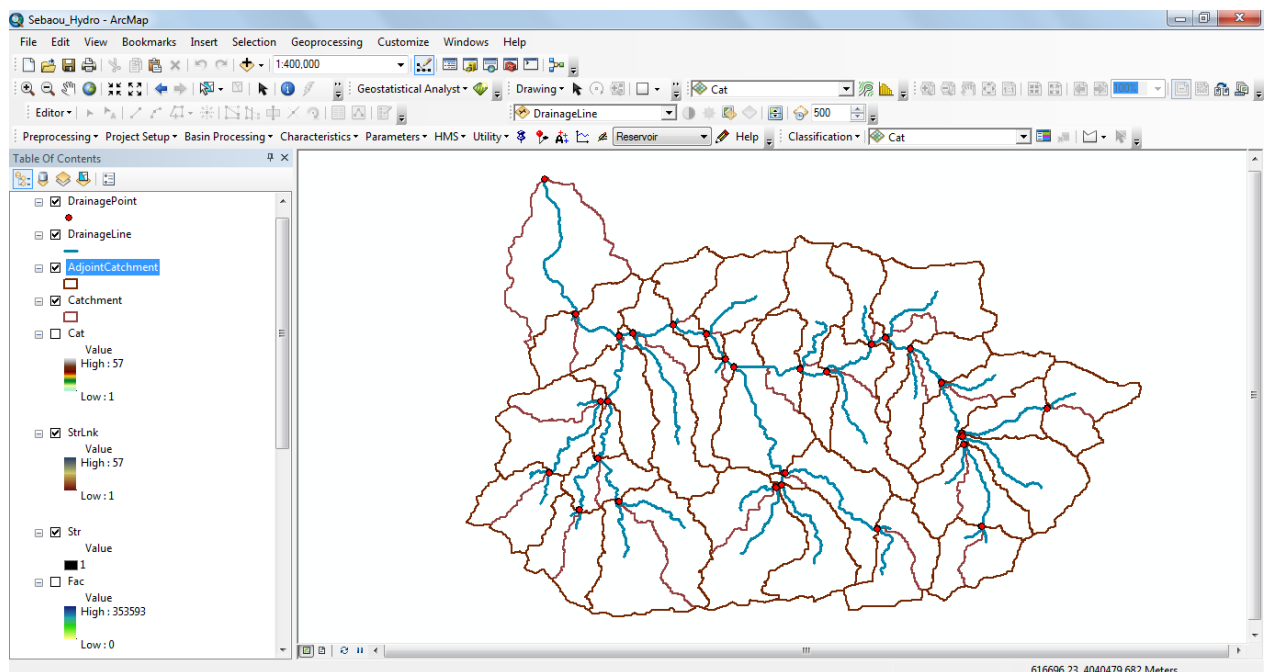 Sebaou_Hydro - ArcMap
File Edit View Bookmarks Insert Selection Geoprocessing Customize Windows Help
1:400,000
Geostatistical Analyst Drawing Cat 100%
Editor DrainageLine 500
Preprocessing Project Setup Basin Processing Characteristics Parameters HMS Utility Reservoir Help Classification Cat
Table Of Contents
DrainagePoint
DrainageLine
AdjointCatchment
Catchment
Cat
Value
High : 57
Low : 1
StrLnk
Value
High : 57
Low : 1
Str
Value
1
Fac
Value
High : 353593
Low : 0
616696.23 4040479.682 Meters